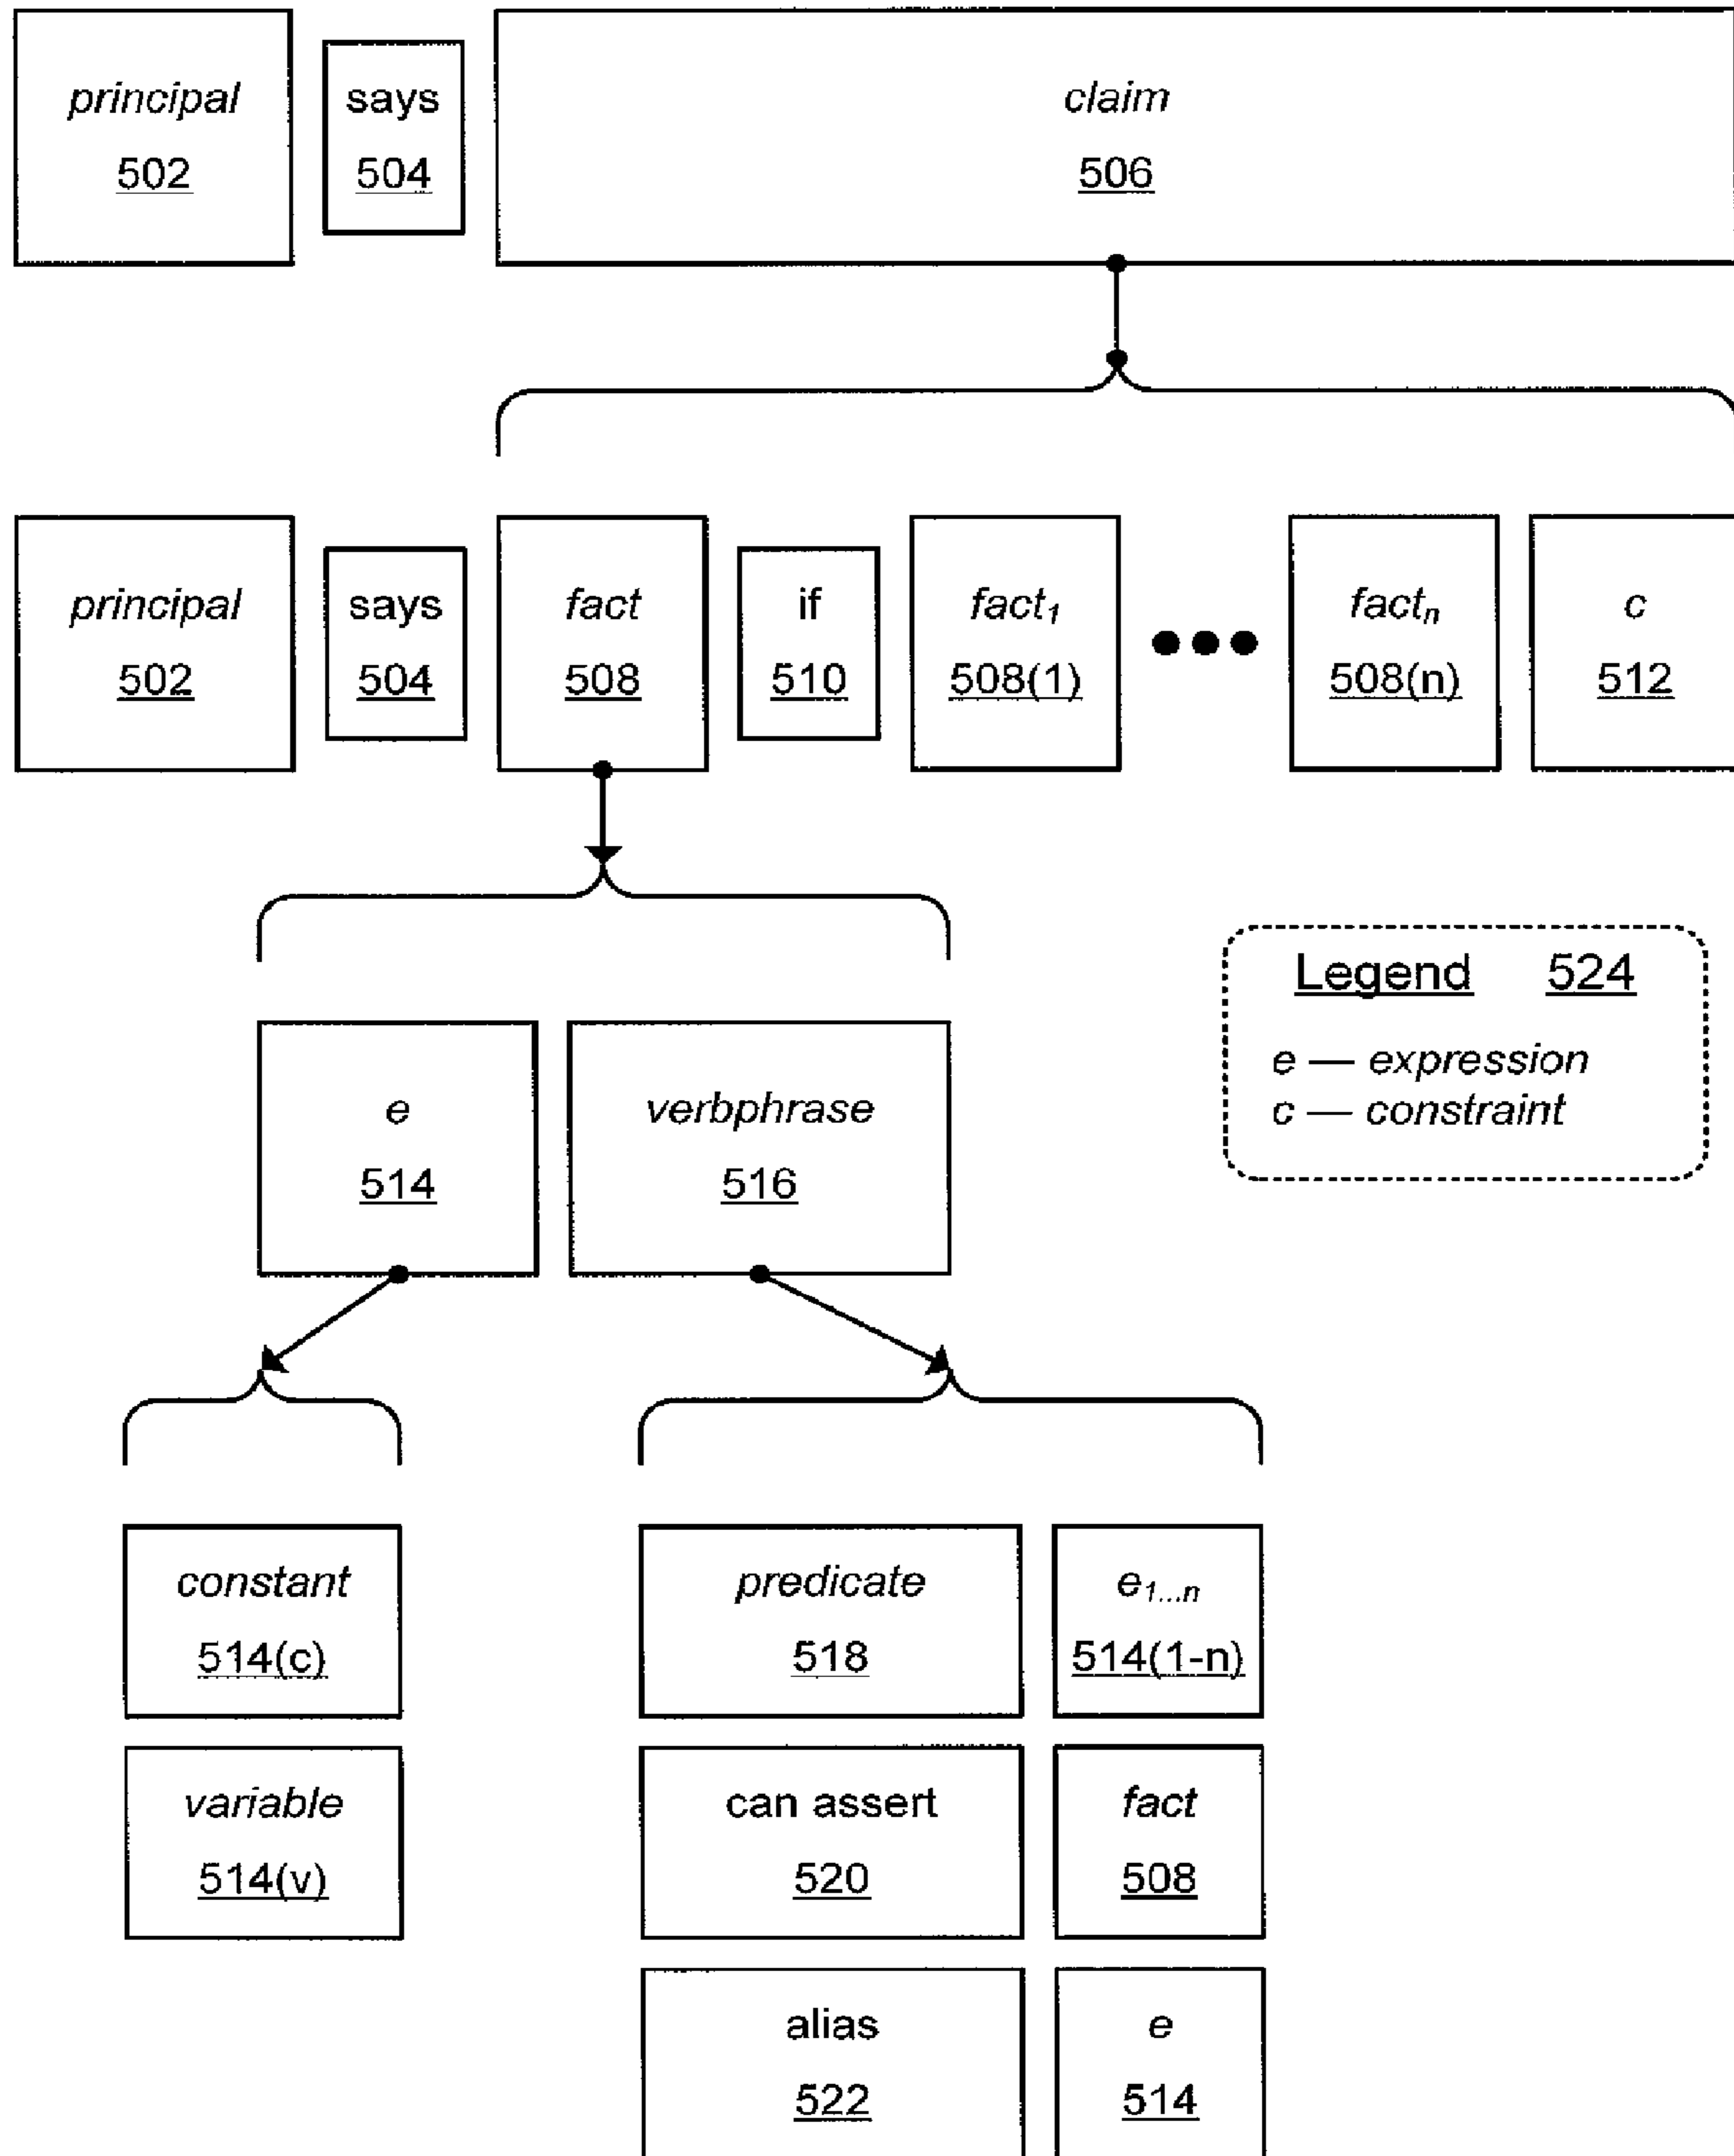 principal says claim
502 504 506
principal says fact if fact₁ ●●● factₙ c
502 504 508 510 508(1) 508(n) 512
Legend 524
e — expression
c — constraint
e verbphrase
514 516
constant predicate e₁...ₙ
514(c) 518 514(1-n)
variable can assert fact
514(v) 520 508
alias e
522 514